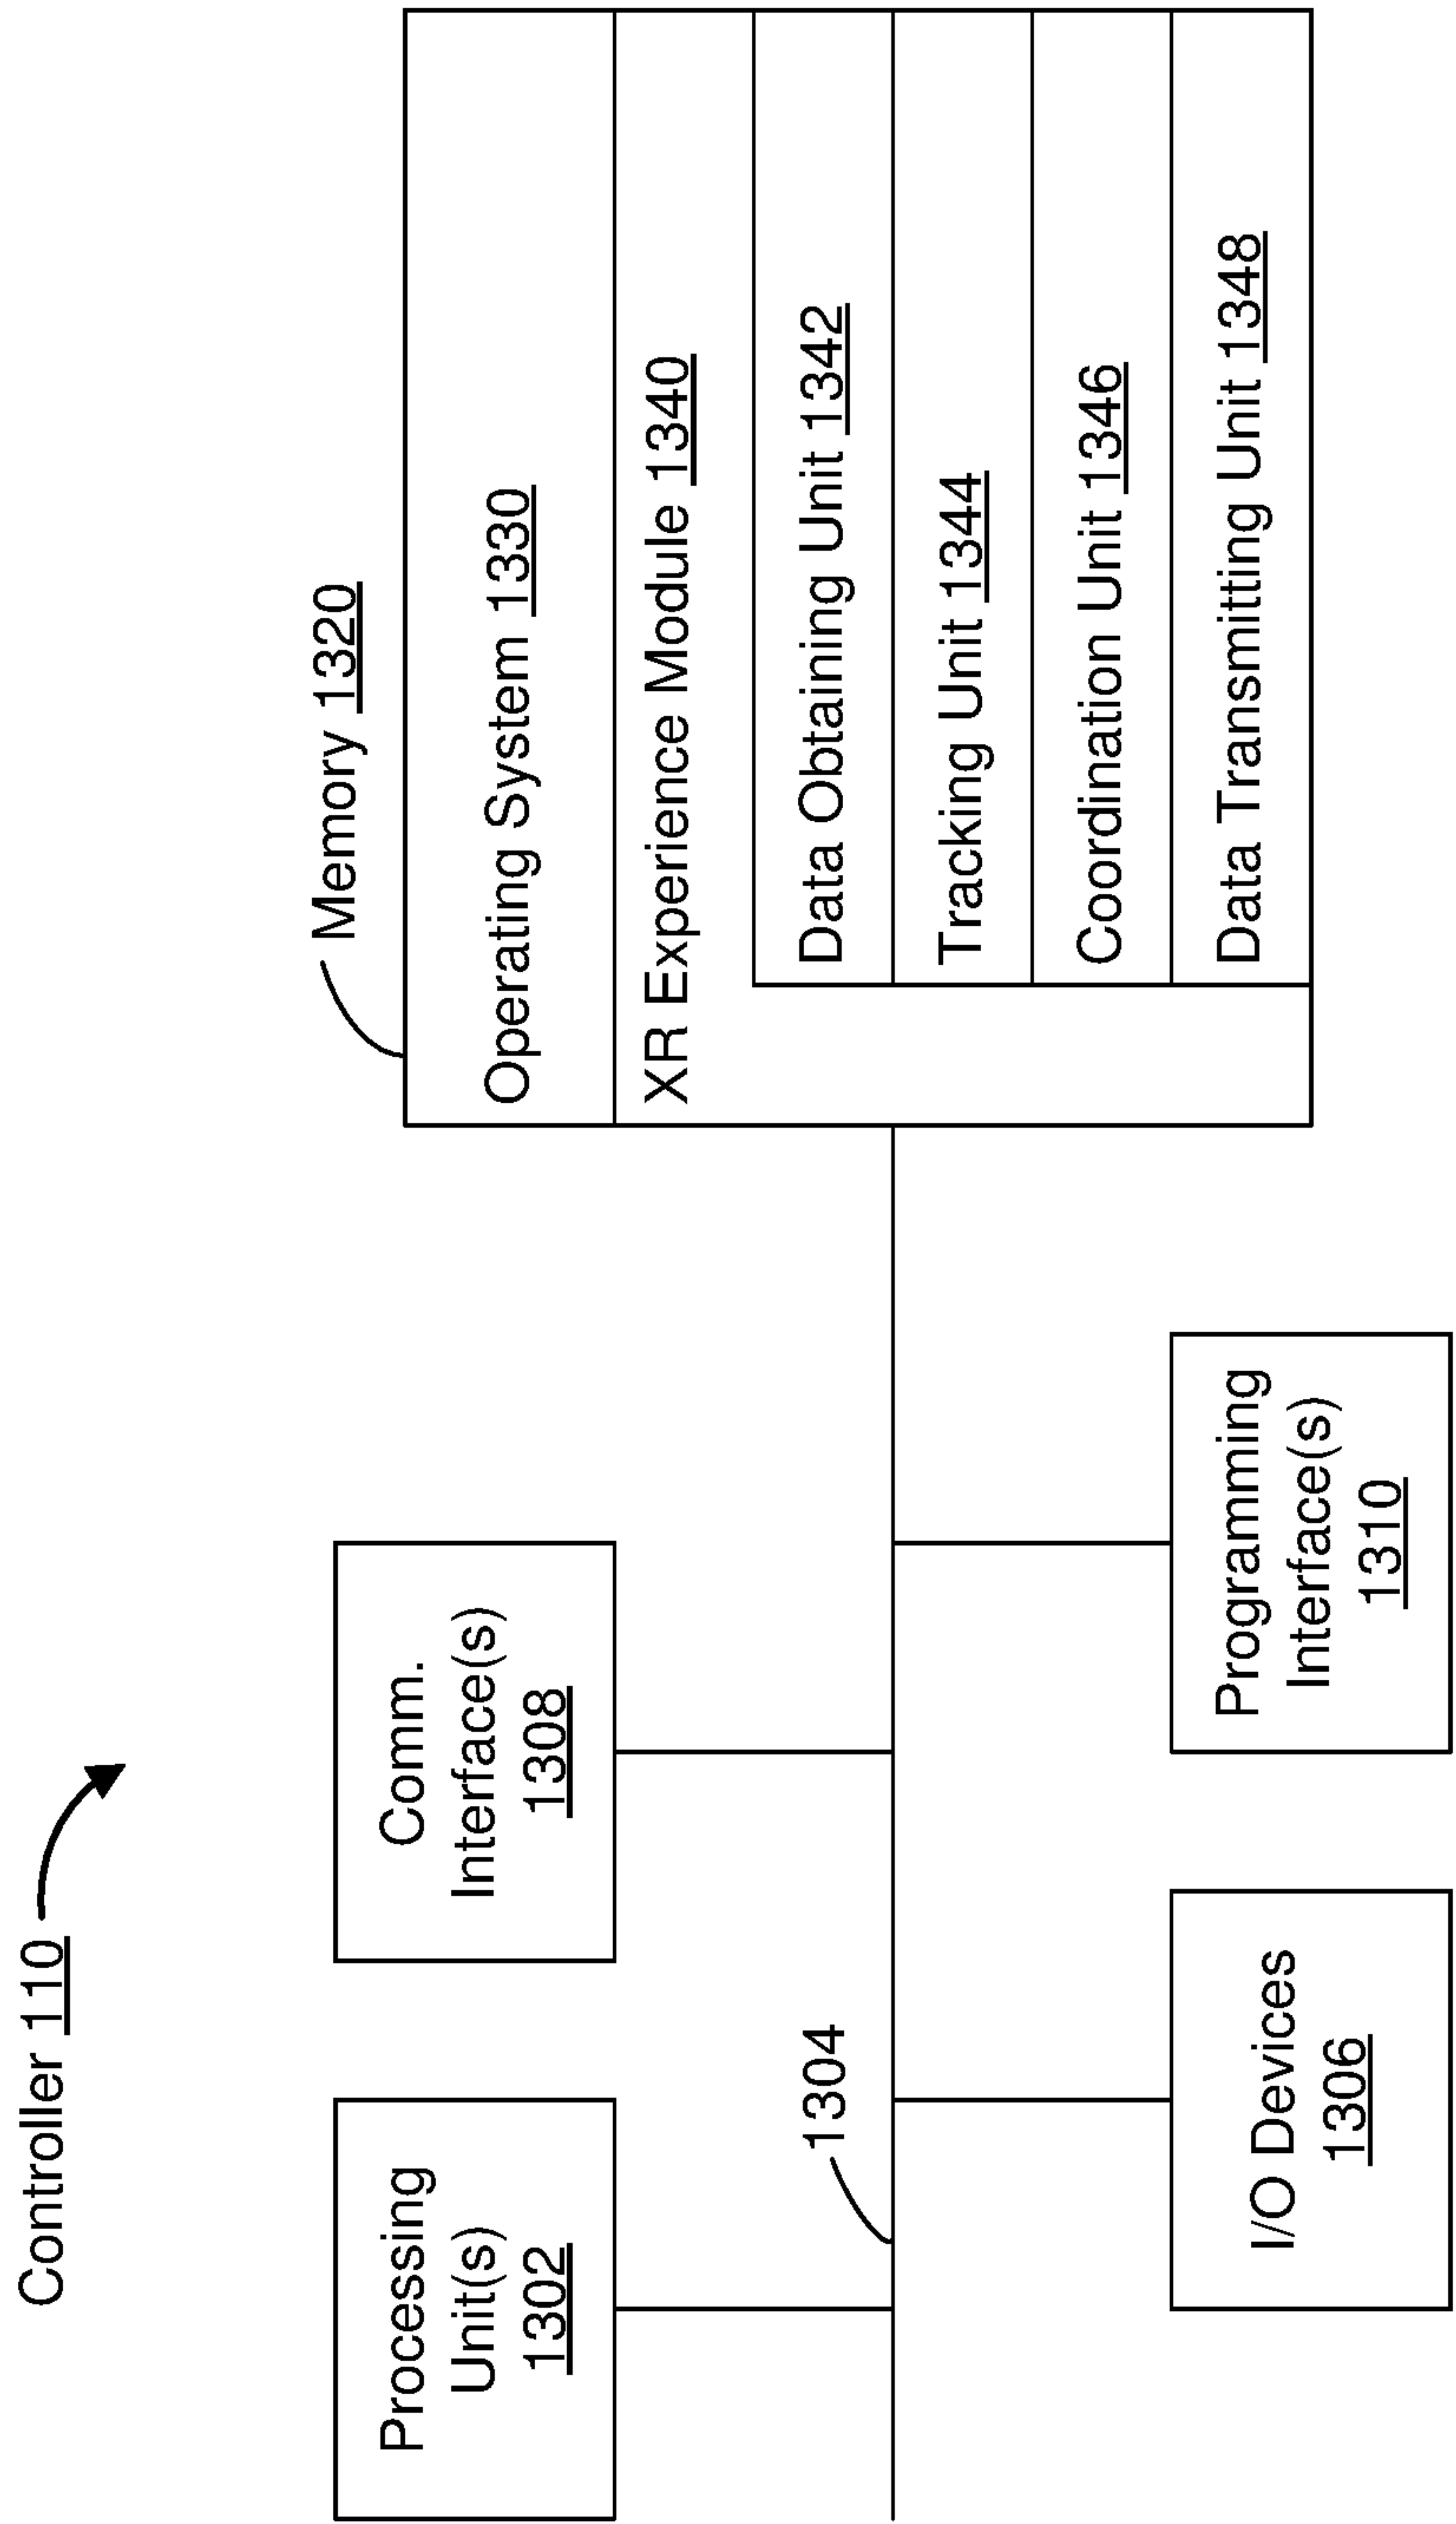 Controller 110
Memory 1320
Processing
Unit(s)
1302
Comm.
Interface(s)
1308
Operating System 1330
XR Experience Module 1340
Data Obtaining Unit 1342
Tracking Unit 1344
Coordination Unit 1346
Data Transmitting Unit 1348
1304
I/O Devices
1306
Programming
Interface(s)
1310